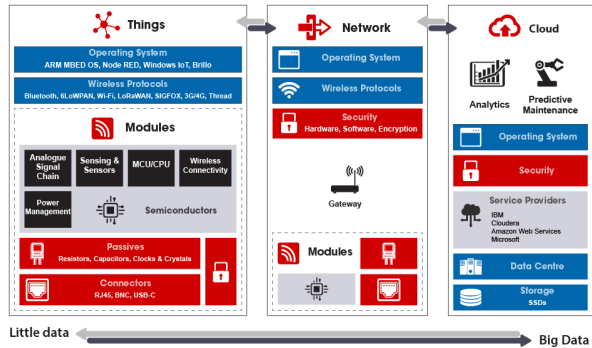 Things
Operating System
ARM MBED OS, Node RED, Windows IoT, Brillo
Wireless Protocols
Bluetooth, 6LoWPAN, Wi-Fi, LoRaWAN, SIGFOX, 3G/4G, Thread
Modules
Analogue
Signal
Chain
Sensing &
Sensors
MCU/CPU
Wireless
Connectivity
Power
Management
Semiconductors
Passives
Resistors, Capacitors, Clocks & Crystals
Connectors
RJ45, BNC, USB-C
Network
Operating System
Wireless Protocols
Security
Hardware, Software, Encryption
Gateway
Modules
Cloud
Analytics
Predictive
Maintenance
Operating System
Security
Service Providers
IBM
Cloudera
Amazon Web Services
Microsoft
Data Centre
Storage
SSDs
Little data
Big Data